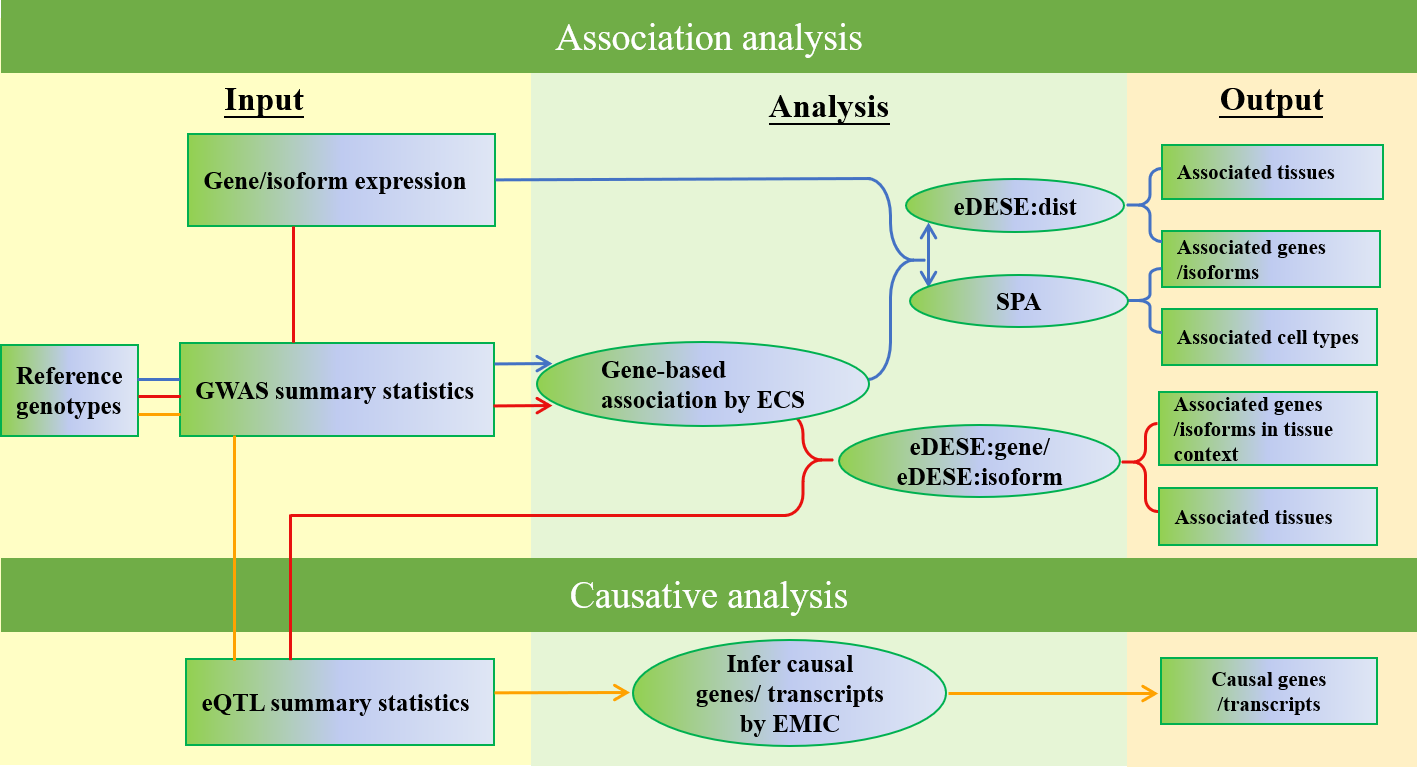 Association analysis
Input
Analysis
Output
Gene/isoform expression
eDESE:dist
Associated tissues
Associated genes
/isoforms
SPA
Associated cell types
Reference
genotypes
GWAS summary statistics
Gene-based
association by ECS
eDESE:gene/
eDESE:isoform
Associated genes
/isoforms in tissue
context
Associated tissues
Causative analysis
eQTL summary statistics
Infer causal
genes/ transcripts
by EMIC
Causal genes
/transcripts